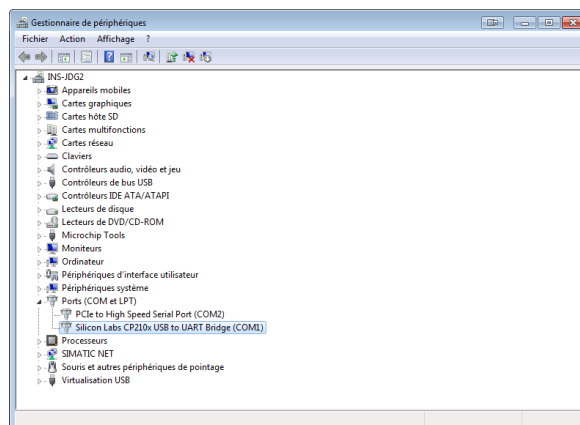 Gestionnaire de périphériques
Fichier Action Affichage ?
INS-JDG2
Appareils mobiles
Cartes graphiques
Cartes hôte SD
Cartes multifonctions
Cartes réseau
Claviers
Contrôleurs audio, vidéo et jeu
Contrôleurs de bus USB
Contrôleurs IDE ATA/ATAPI
Lecteurs de disque
Lecteurs de DVD/CD-ROM
Microchip Tools
Moniteurs
Ordinateur
Périphériques d'interface utilisateur
Périphériques système
Ports (COM et LPT)
PCIe to High Speed Serial Port (COM2)
Silicon Labs CP210x USB to UART Bridge (COM1)
Processeurs
SIMATIC NET
Souris et autres périphériques de pointage
Virtualisation USB